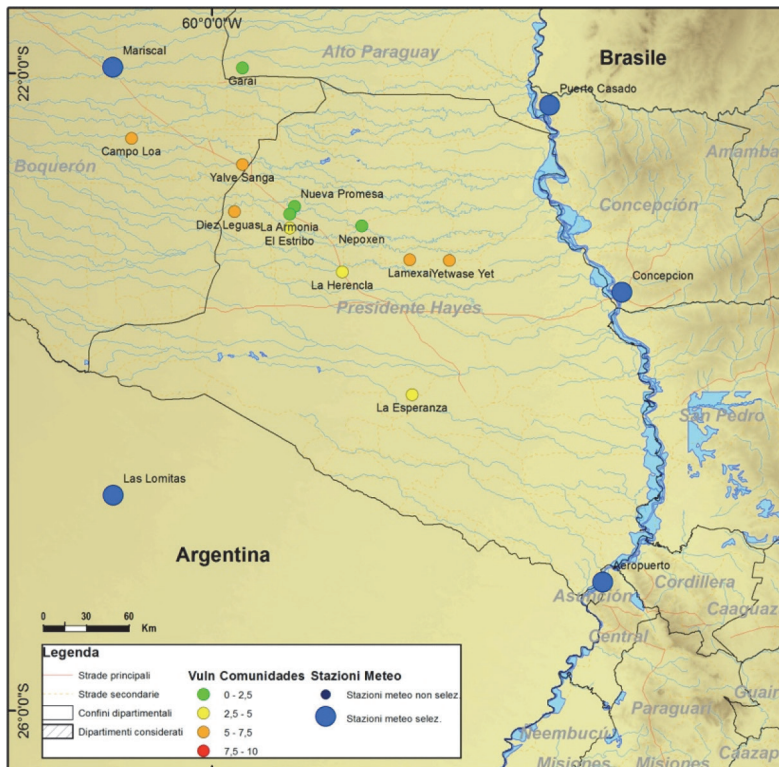 60°0'0"W
Mariscal
Alto Paraguay
Brasile
22°0'0"S
Garai
Puerto Casado
Campo Loa
Amamba
Boquerón
Yalve Sanga
Nueva Promesa
Concepción
Diez Leguas
La Armonia
El Estribo
Nepoxen
Lamexai
Yetwase Yet
Concepcion
La Herencla
Presidente Hayes
La Esperanza
San Pedro
Las Lomitas
Argentina
Aeropuerto
Cordillera
Asunción
Caaguaz
0 15 30 60
Km
Central
Legenda
Strade principali
Strade secondarie
Confini dipartimentali
Dipartimenti considerati
Vuln Comunidades
0 - 2,5
2,5 - 5
5 - 7,5
7,5 - 10
Stazioni Meteo
Stazioni meteo non selez.
Stazioni meteo selez.
Guair
Paraguarí
26°0'0"S
Ñeembucú
Misiones
Misiones
Caazap